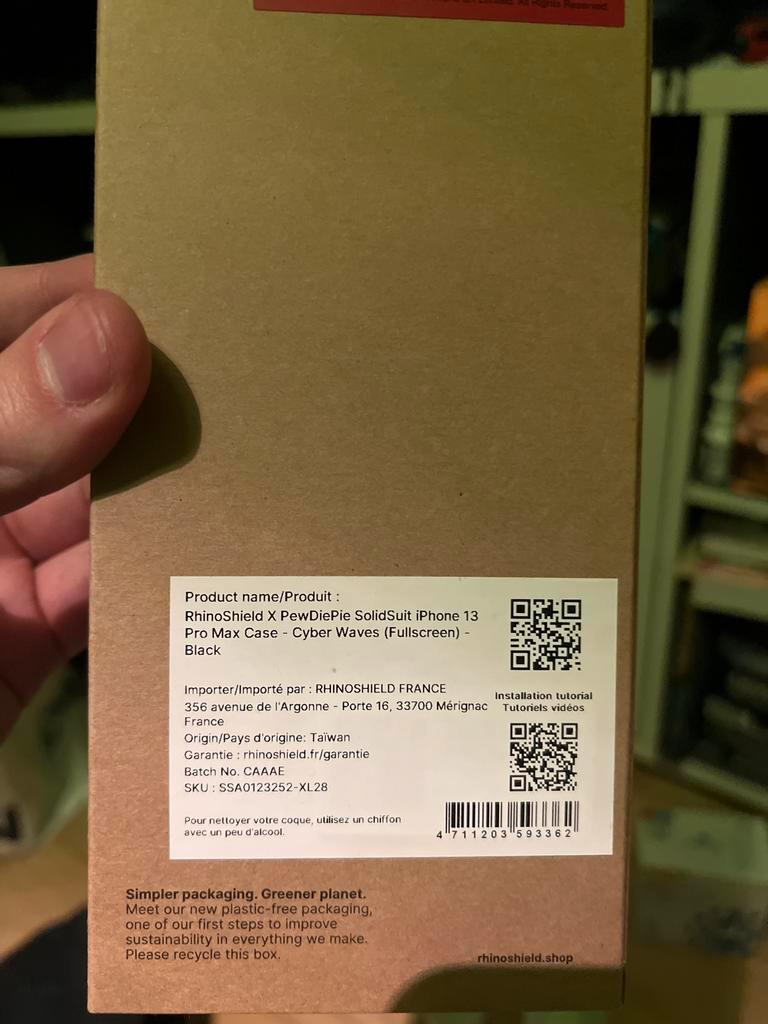 All Rights Reserved.
Product name/Produit :
RhinoShield X PewDiePie SolidSuit iPhone 13
Pro Max Case - Cyber Waves (Fullscreen) -
Black
Importer/Importé par : RHINOSHIELD FRANCE
356 avenue de l'Argonne - Porte 16, 33700 Mérignac
France
Origin/Pays d'origine: Taïwan
Garantie : rhinoshield.fr/garantie
Batch No. CAAAE
SKU : SSA0123252-XL28
Installation tutorial
Tutoriels vidéos
Pour nettoyer votre coque, utilisez un chiffon
avec un peu d'alcool.
4 711203 593362
Simpler packaging. Greener planet.
Meet our new plastic-free packaging,
one of our first steps to improve
sustainability in everything we make.
Please recycle this box.
rhinoshield.shop